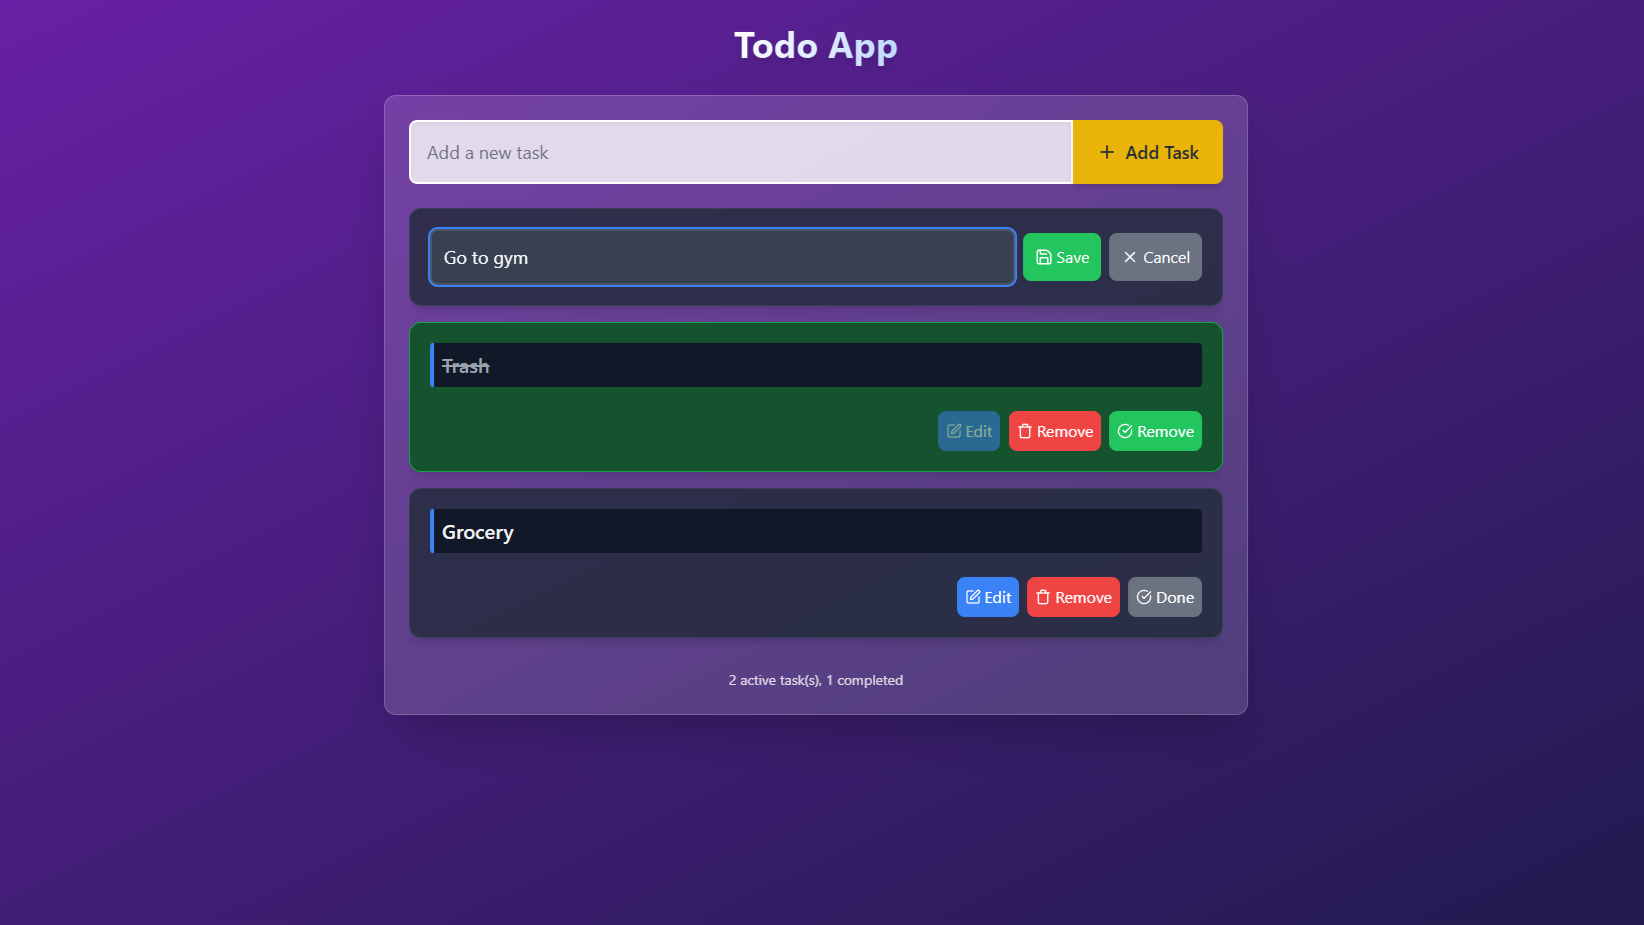 Todo App
Add a new task
Add Task
Go to gym
Save
Cancel
Trash
Edit
Remove
Remove
Grocery
Edit
Remove
Done
2 active task(s), 1 completed